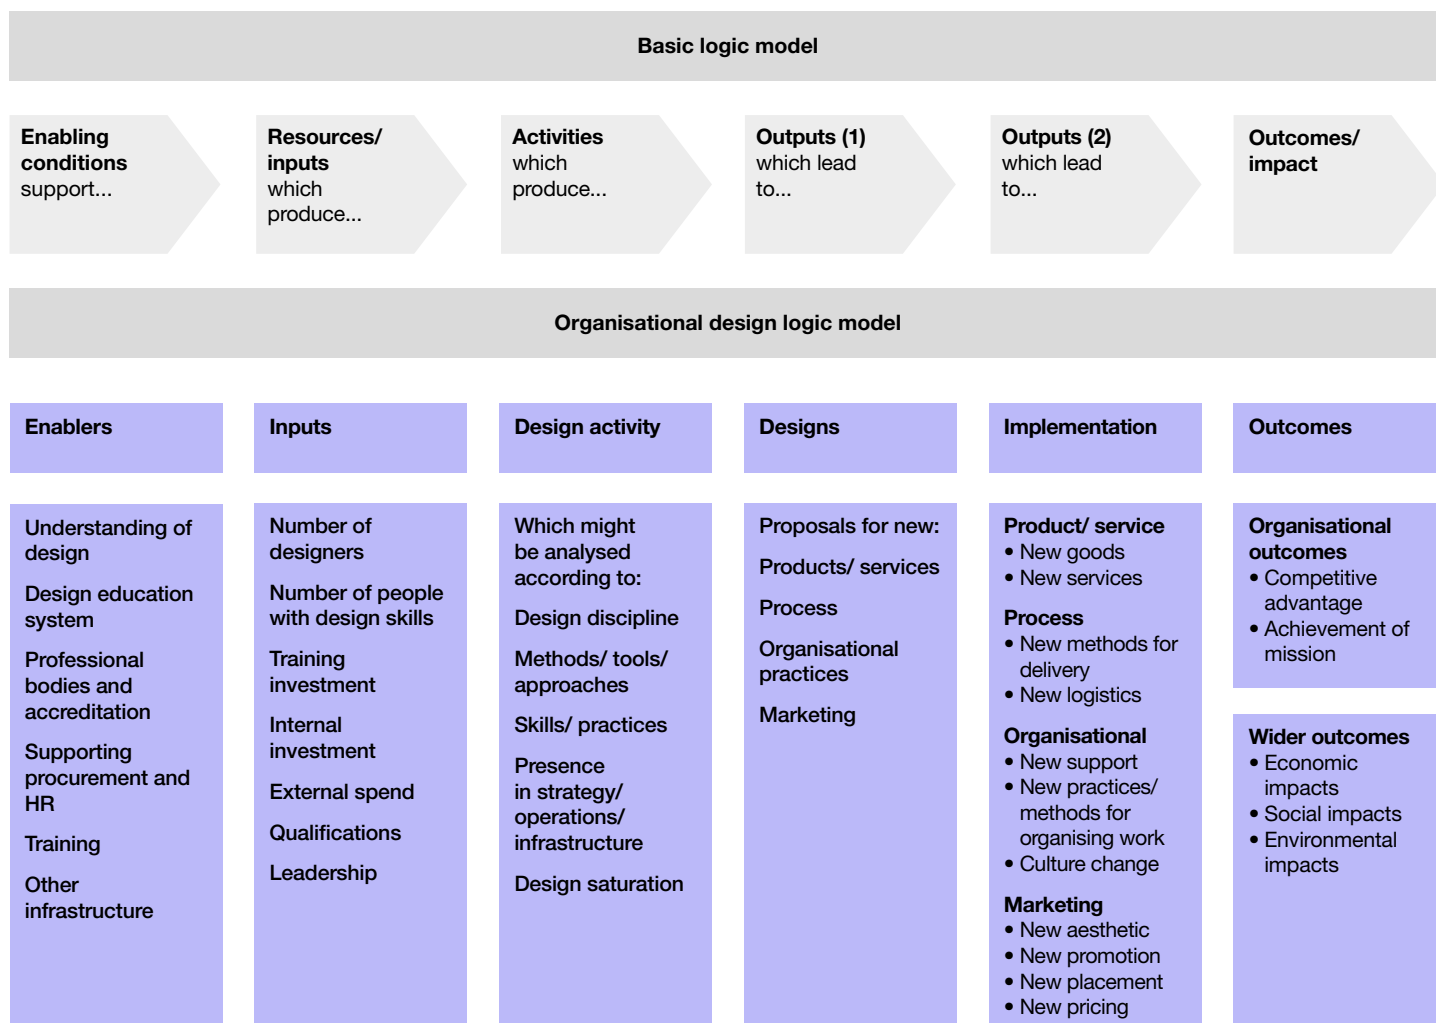 Basic logic model
Enabling
conditions
support...
Resources/
inputs
which
produce...
Activities
which
produce...
Outputs (1)
which lead
to...
Outputs (2)
which lead
to...
Outcomes/
impact
Organisational design logic model
Enablers
Understanding of
design
Design education
system
Professional
bodies and
accreditation
Supporting
procurement and
HR
Training
Other
infrastructure
Inputs
Number of
designers
Number of people
with design skills
Training
investment
Internal
investment
External spend
Qualifications
Leadership
Design activity
Which might
be analysed
according to:
Design discipline
Methods/ tools/
approaches
Skills/ practices
Presence
in strategy/
operations/
infrastructure
Design saturation
Designs
Proposals for new:
Products/ services
Process
Organisational
practices
Marketing
Implementation
Product/ service
• New goods
• New services
Process
• New methods for
delivery
• New logistics
Organisational
• New support
• New practices/
methods for
organising work
• Culture change
Marketing
• New aesthetic
• New promotion
• New placement
• New pricing
Outcomes
Organisational
outcomes
• Competitive
advantage
• Achievement of
mission
Wider outcomes
• Economic
impacts
• Social impacts
• Environmental
impacts